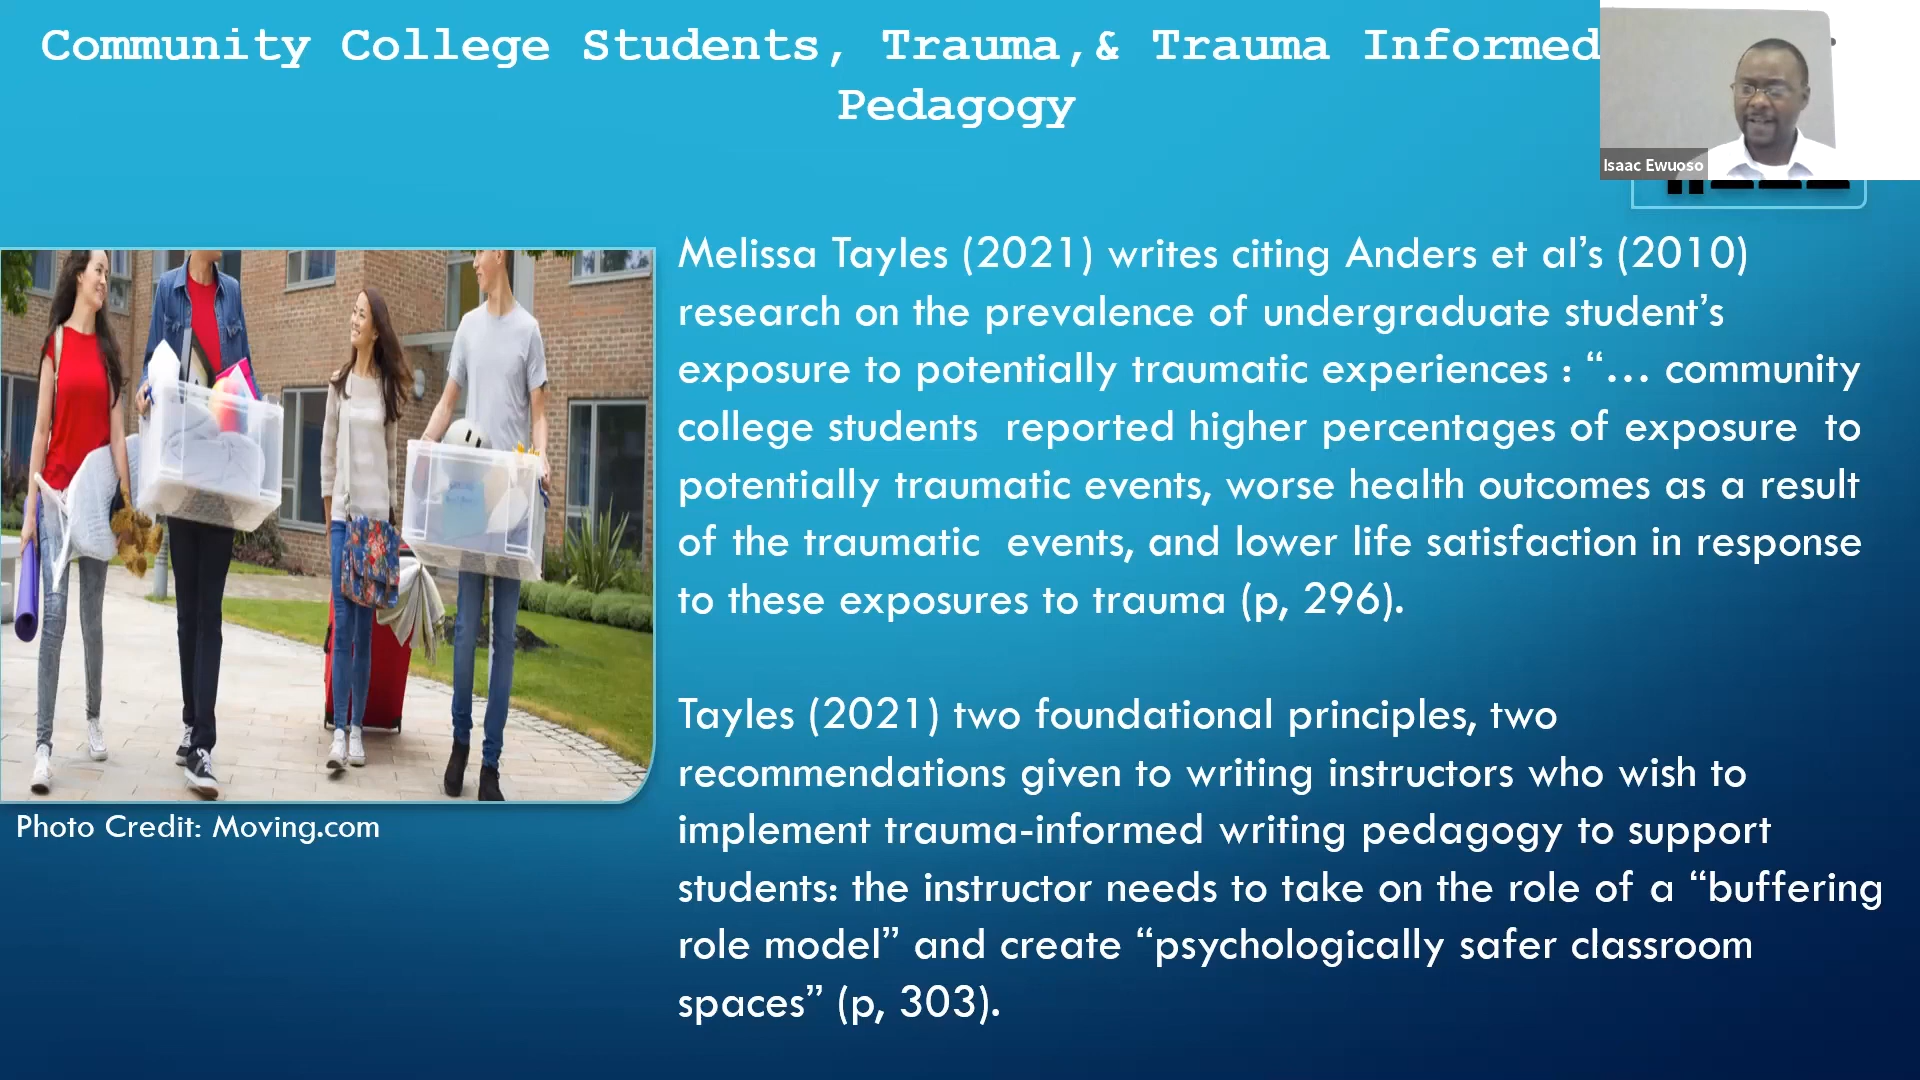 Community College Students, Trauma,& Trauma Informed
Pedagogy
Isaac Ewuoso
Melissa Tayles (2021) writes citing Anders et al’s (2010)
research on the prevalence of undergraduate student’s
exposure to potentially traumatic experiences : “… community
college students  reported higher percentages of exposure  to
potentially traumatic events, worse health outcomes as a result
of the traumatic  events, and lower life satisfaction in response
to these exposures to trauma (p, 296).
Tayles (2021) two foundational principles, two
recommendations given to writing instructors who wish to
implement trauma-informed writing pedagogy to support
students: the instructor needs to take on the role of a “buffering
role model” and create “psychologically safer classroom
spaces” (p, 303).
Photo Credit: Moving.com